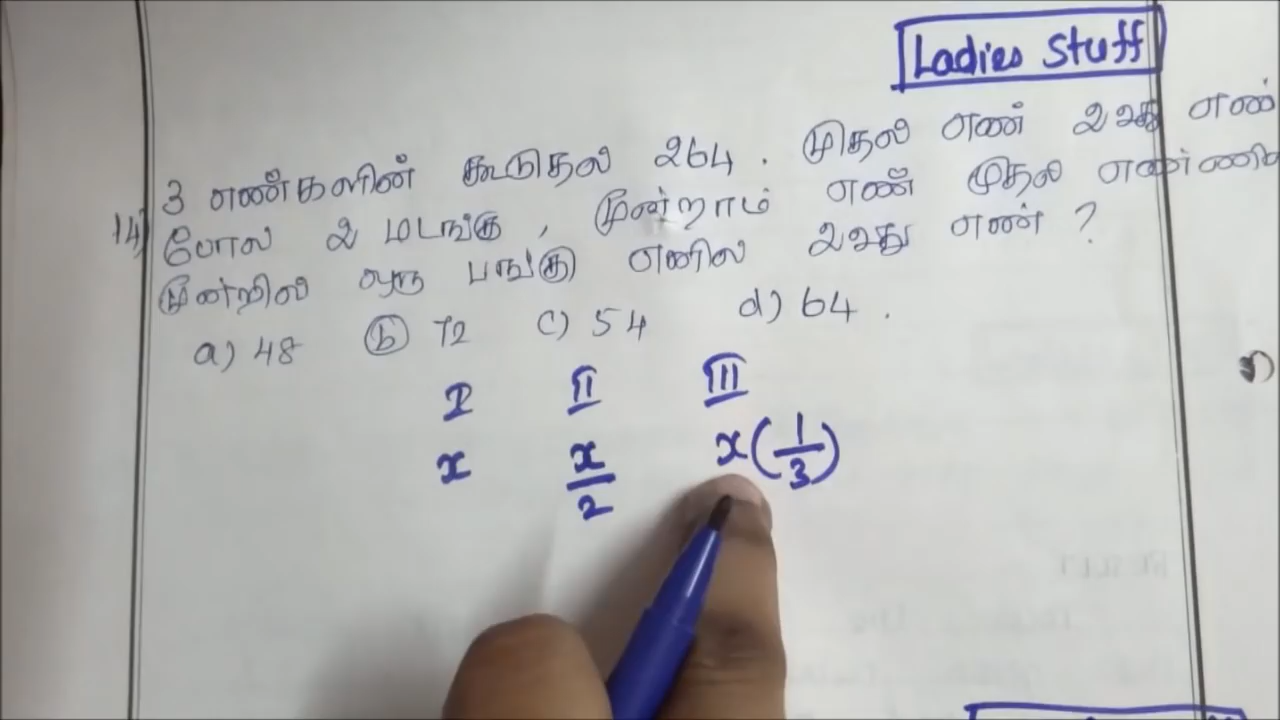 Ladies Stuff
3 எண்களின் கூடுதல் 264 . முதல் எண் 2வது எண்
14) போல 2 மடங்கு , மூன்றாம் எண் முதல் எண்ணி
மூன்றில் ஒரு பங்கு எனில் 2வது எண் ?
a) 48 b) 72 c) 54 d) 64 .
I II III
x x/2 x(1/3)